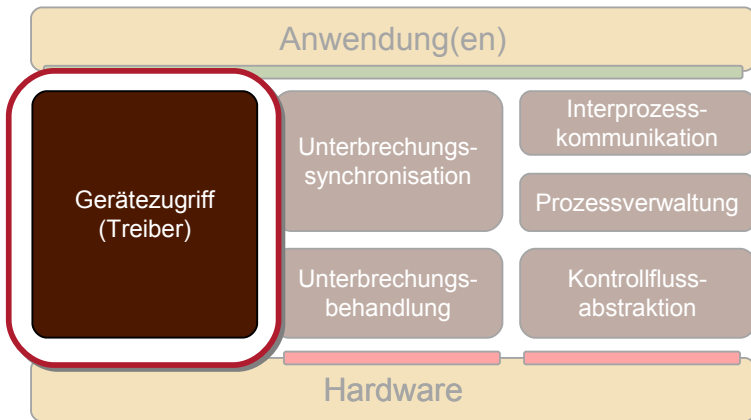 Anwendung(en)
Gerätezugriff
(Treiber)
Unterbrechungs-
synchronisation
Interprozess-
kommunikation
Prozessverwaltung
Unterbrechungs-
behandlung
Kontrollfluss-
abstraktion
Hardware